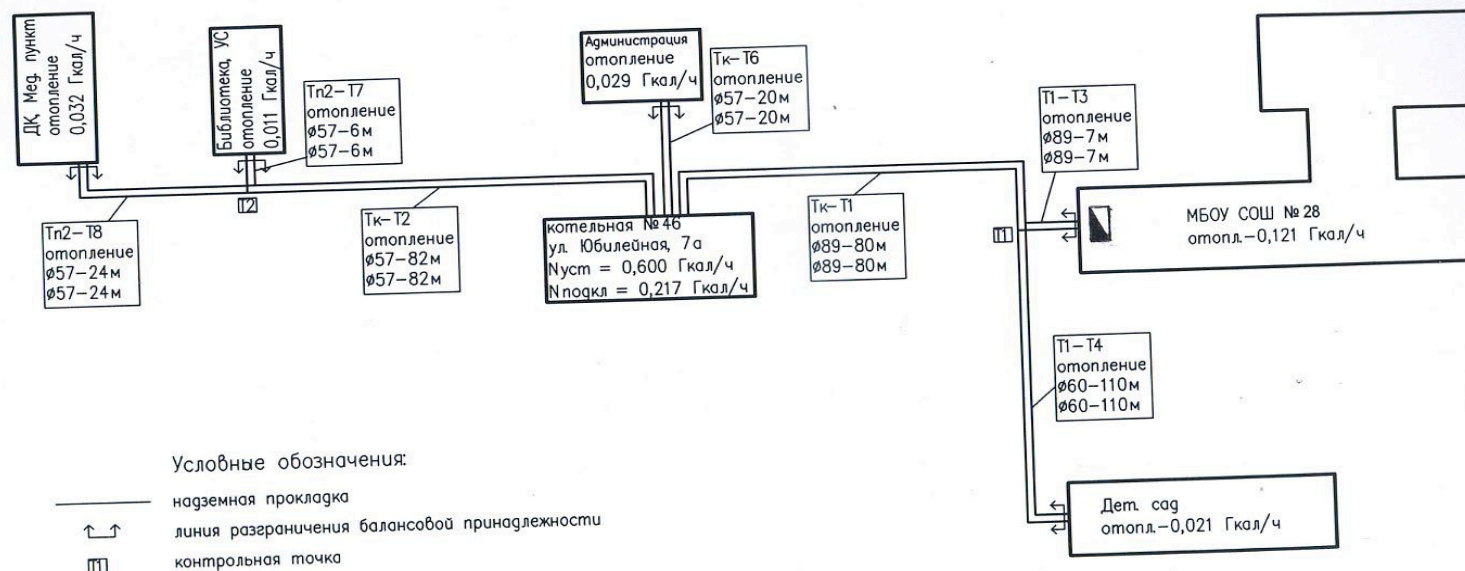 ДК, Мед. пункт
отопление
0,032 Гкал/ч
Библиотека, УС
отопление
0,011 Гкал/ч
Тп2-Т7
отопление
ø57-6м
ø57-6м
Администрация
отопление
0,029 Гкал/ч
Тк-Т6
отопление
ø57-20м
ø57-20м
Т1-Т3
отопление
ø89-7м
ø89-7м
Т2
Тп2-Т8
отопление
ø57-24м
ø57-24м
Тк-Т2
отопление
ø57-82м
ø57-82м
котельная №46
ул. Юбилейная, 7а
Nуст = 0,600 Гкал/ч
Nподкл = 0,217 Гкал/ч
Тк-Т1
отопление
ø89-80м
ø89-80м
Т1
МБОУ СОШ №28
отопл.-0,121 Гкал/ч
Т1-Т4
отопление
ø60-110м
ø60-110м
Дет. сад
отопл.-0,021 Гкал/ч
Условные обозначения:
надземная прокладка
линия разграничения балансовой принадлежности
Т1
контрольная точка